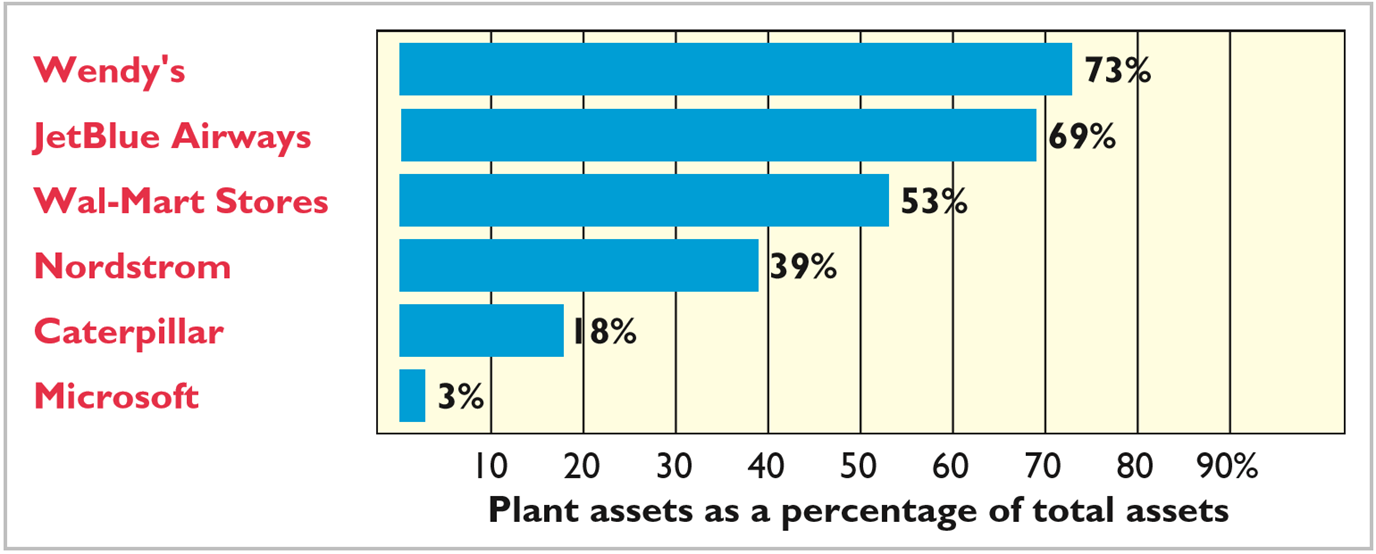 Wendy's 73%
JetBlue Airways 69%
Wal-Mart Stores 53%
Nordstrom 39%
Caterpillar 18%
Microsoft 3%
10 20 30 40 50 60 70 80 90%
Plant assets as a percentage of total assets